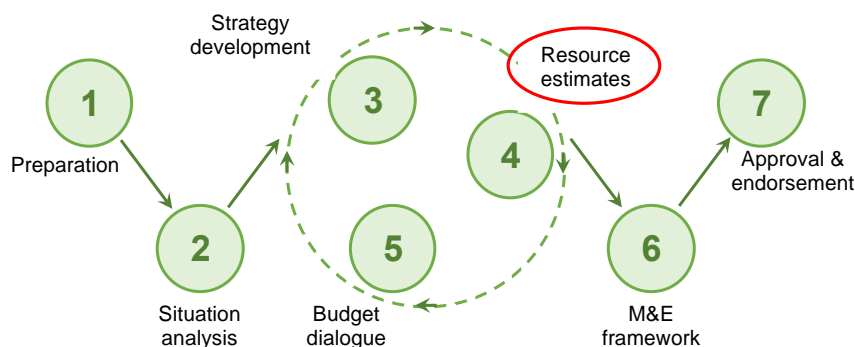 1
Preparation
2
Situation
analysis
Strategy
development
3
Resource
estimates
4
5
Budget
dialogue
6
M&E
framework
7
Approval &
endorsement